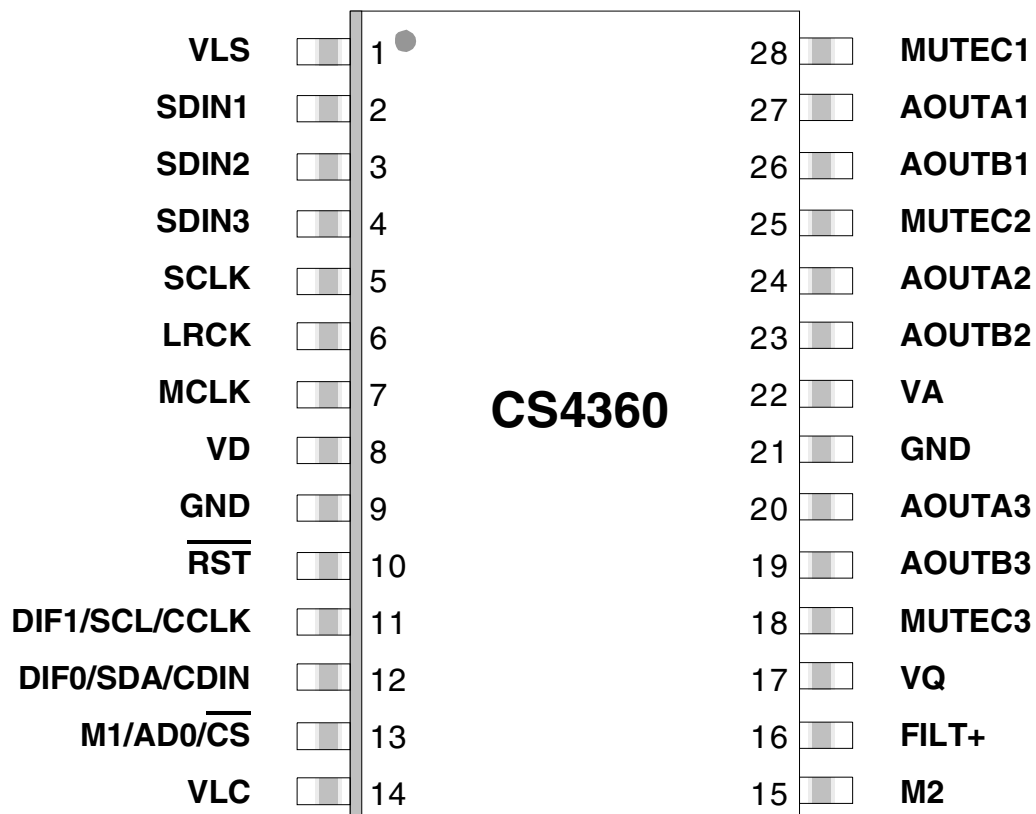 VLS 1 28 MUTEC1
SDIN1 2 27 AOUTA1
SDIN2 3 26 AOUTB1
SDIN3 4 25 MUTEC2
SCLK 5 24 AOUTA2
LRCK 6 23 AOUTB2
MCLK 7 22 VA
CS4360
VD 8 21 GND
GND 9 20 AOUTA3
RST 10 19 AOUTB3
DIF1/SCL/CCLK 11 18 MUTEC3
DIF0/SDA/CDIN 12 17 VQ
M1/AD0/CS 13 16 FILT+
VLC 14 15 M2